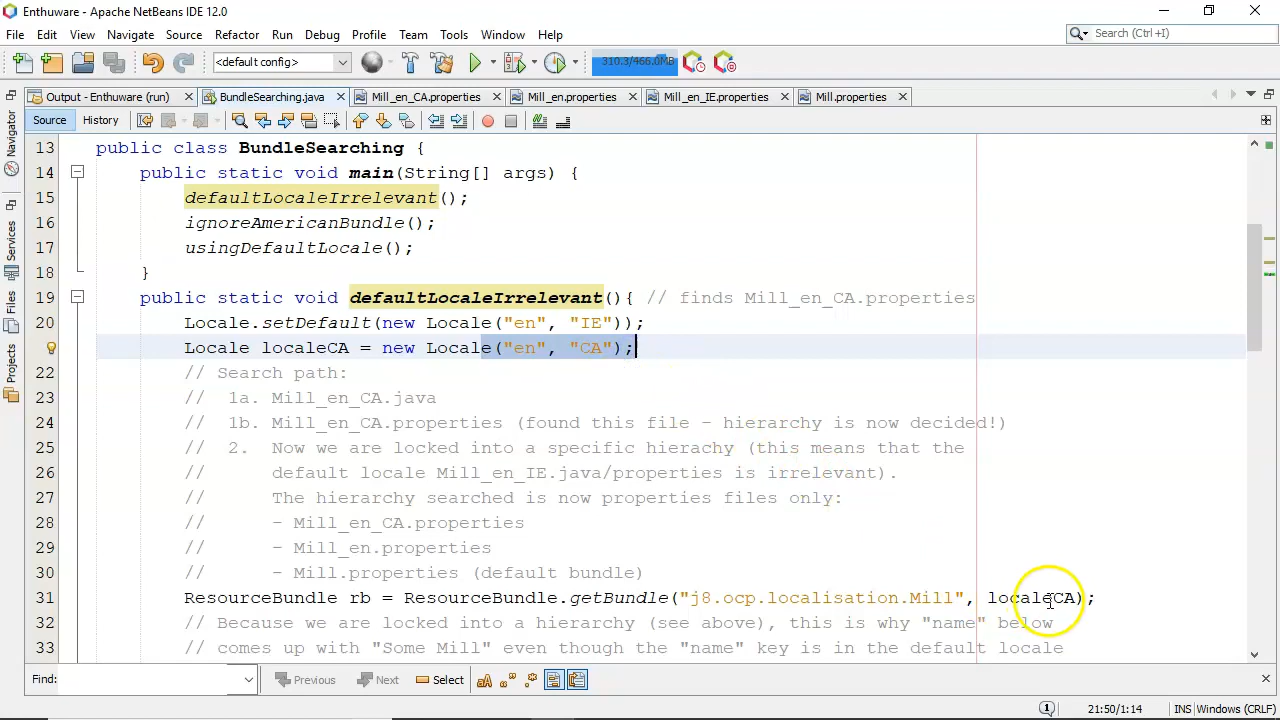 Enthuware - Apache NetBeans IDE 12.0
File Edit View Navigate Source Refactor Run Debug Profile Team Tools Window Help
Search (Ctrl+I)
<default config>
310.3/466.0MB
Output - Enthuware (run) BundleSearching.java Mill_en_CA.properties Mill_en.properties Mill_en_IE.properties Mill.properties
Source History
Navigator
Services
Files
Projects
13 public class BundleSearching {
14 public static void main(String[] args) {
15 defaultLocaleIrrelevant();
16 ignoreAmericanBundle();
17 usingDefaultLocale();
18 }
19 public static void defaultLocaleIrrelevant(){ // finds Mill_en_CA.properties
20 Locale.setDefault(new Locale("en", "IE"));
Locale localeCA = new Locale("en", "CA");
22 // Search path:
23 // 1a. Mill_en_CA.java
24 // 1b. Mill_en_CA.properties (found this file - hierarchy is now decided!)
25 // 2. Now we are locked into a specific hierachy (this means that the
26 // default locale Mill_en_IE.java/properties is irrelevant).
27 // The hierarchy searched is now properties files only:
28 // - Mill_en_CA.properties
29 // - Mill_en.properties
30 // - Mill.properties (default bundle)
31 ResourceBundle rb = ResourceBundle.getBundle("j8.ocp.localisation.Mill", localeCA);
32 // Because we are locked into a hierarchy (see above), this is why "name" below
33 // comes up with "Some Mill" even though the "name" key is in the default locale
Find: Previous Next Select
1 21:50/1:14 INS Windows (CRLF)